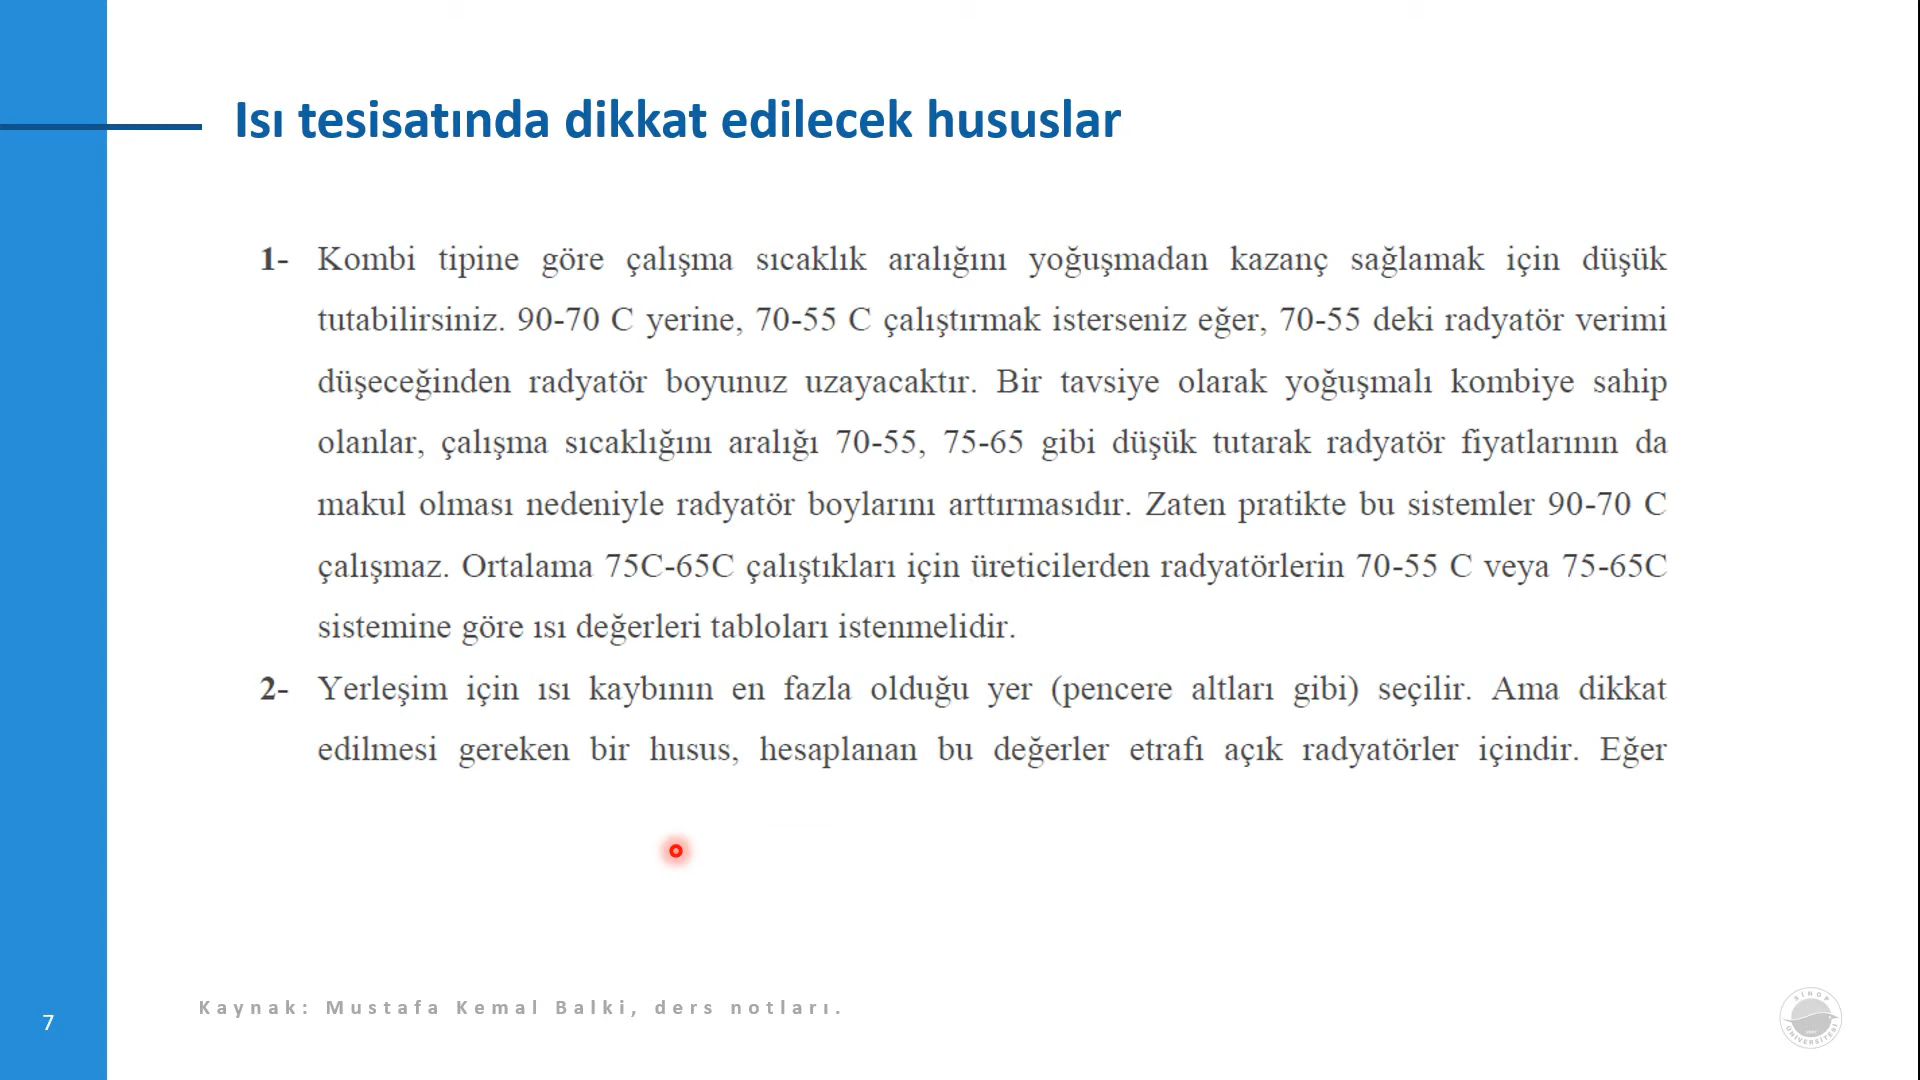 Isı tesisatında dikkat edilecek hususlar
1- Kombi tipine göre çalışma sıcaklık aralığını yoğuşmadan kazanç sağlamak için düşük
tutabilirsiniz. 90-70 C yerine, 70-55 C çalıştırmak isterseniz eğer, 70-55 deki radyatör verimi
düşeceğinden radyatör boyunuz uzayacaktır. Bir tavsiye olarak yoğuşmalı kombiye sahip
olanlar, çalışma sıcaklığını aralığı 70-55, 75-65 gibi düşük tutarak radyatör fiyatlarının da
makul olması nedeniyle radyatör boylarını arttırmasıdır. Zaten pratikte bu sistemler 90-70 C
çalışmaz. Ortalama 75C-65C çalıştıkları için üreticilerden radyatörlerin 70-55 C veya 75-65C
sistemine göre ısı değerleri tabloları istenmelidir.
2- Yerleşim için ısı kaybının en fazla olduğu yer (pencere altları gibi) seçilir. Ama dikkat
edilmesi gereken bir husus, hesaplanan bu değerler etrafı açık radyatörler içindir. Eğer
Kaynak: Mustafa Kemal Balki, ders notları.
7
SİNOP
ÜNİVERSİTESİ